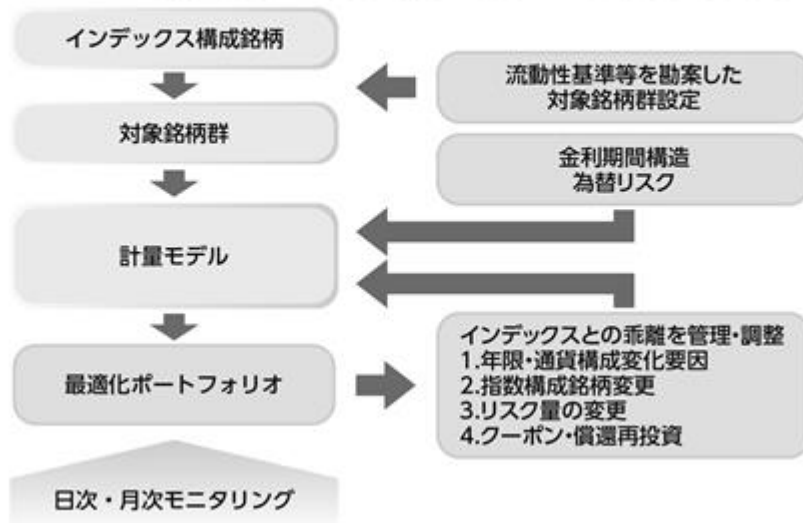 インデックス構成銘柄
流動性基準等を勘案した
対象銘柄群設定
対象銘柄群
金利期間構造
為替リスク
計量モデル
最適化ポートフォリオ
インデックスとの乖離を管理・調整
1.年限・通貨構成変化要因
2.指数構成銘柄変更
3.リスク量の変更
4.クーポン・償還再投資
日次・月次モニタリング